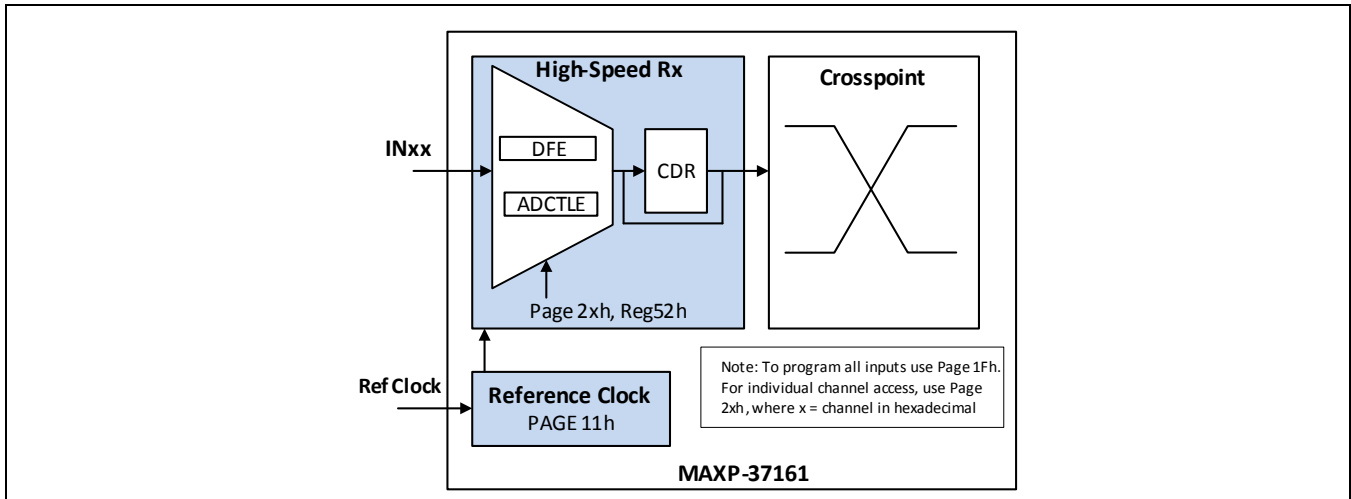 High-Speed Rx
Crosspoint
INxx
DFE
CDR
ADCTLE
Page 2xh, Reg52h
Ref Clock
Reference Clock
PAGE 11h
Note: To program all inputs use Page 1Fh.
For individual channel access, use Page
2xh, where x = channel in hexadecimal
MAXP-37161